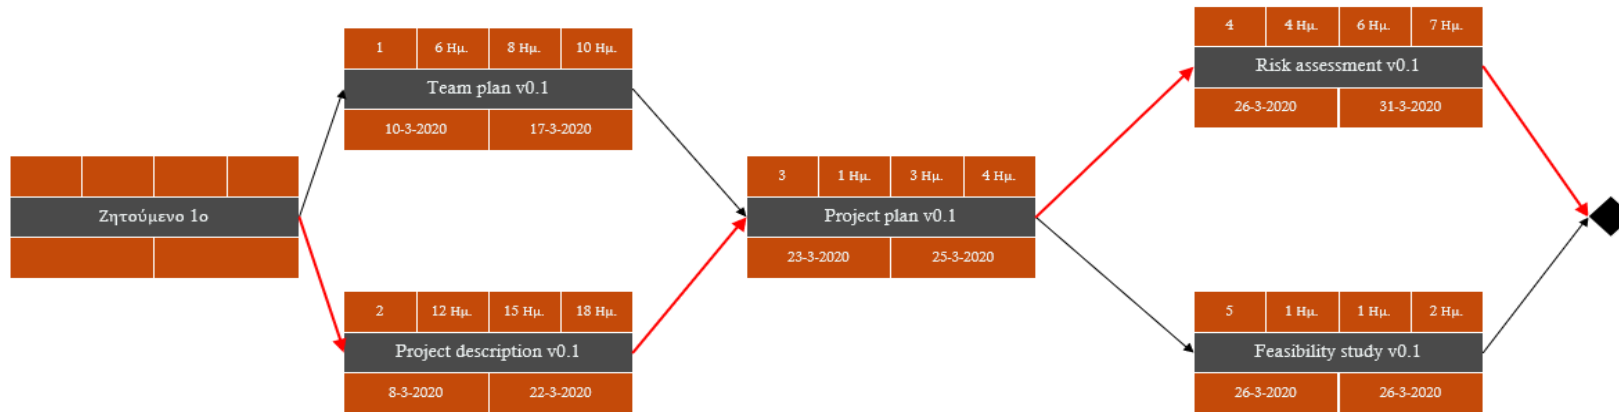 1 6 Ημ. 8 Ημ. 10 Ημ.
Team plan v0.1
10-3-2020 17-3-2020
4 4 Ημ. 6 Ημ. 7 Ημ.
Risk assessment v0.1
26-3-2020 31-3-2020
Ζητούμενο 1ο
3 1 Ημ. 3 Ημ. 4 Ημ.
Project plan v0.1
23-3-2020 25-3-2020
2 12 Ημ. 15 Ημ. 18 Ημ.
Project description v0.1
8-3-2020 22-3-2020
5 1 Ημ. 1 Ημ. 2 Ημ.
Feasibility study v0.1
26-3-2020 26-3-2020